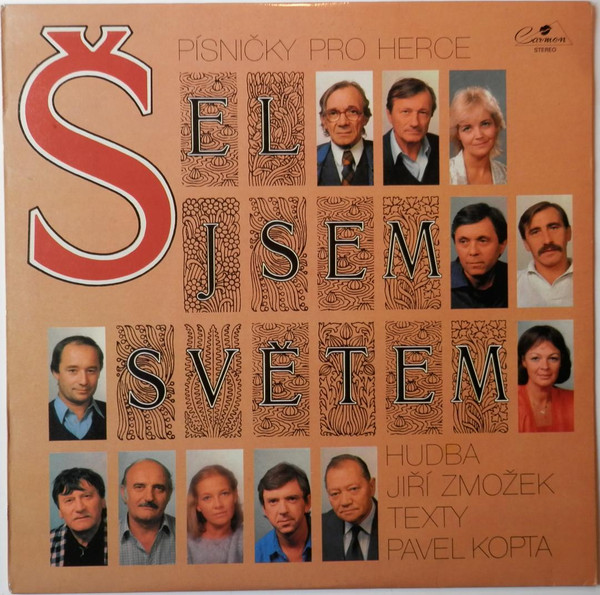 PÍSNIČKY PRO HERCE
Carmen
STEREO
ŠEL
JSEM
SVĚTEM
HUDBA
JIŘÍ ZMOŽEK
TEXTY
PAVEL KOPTA